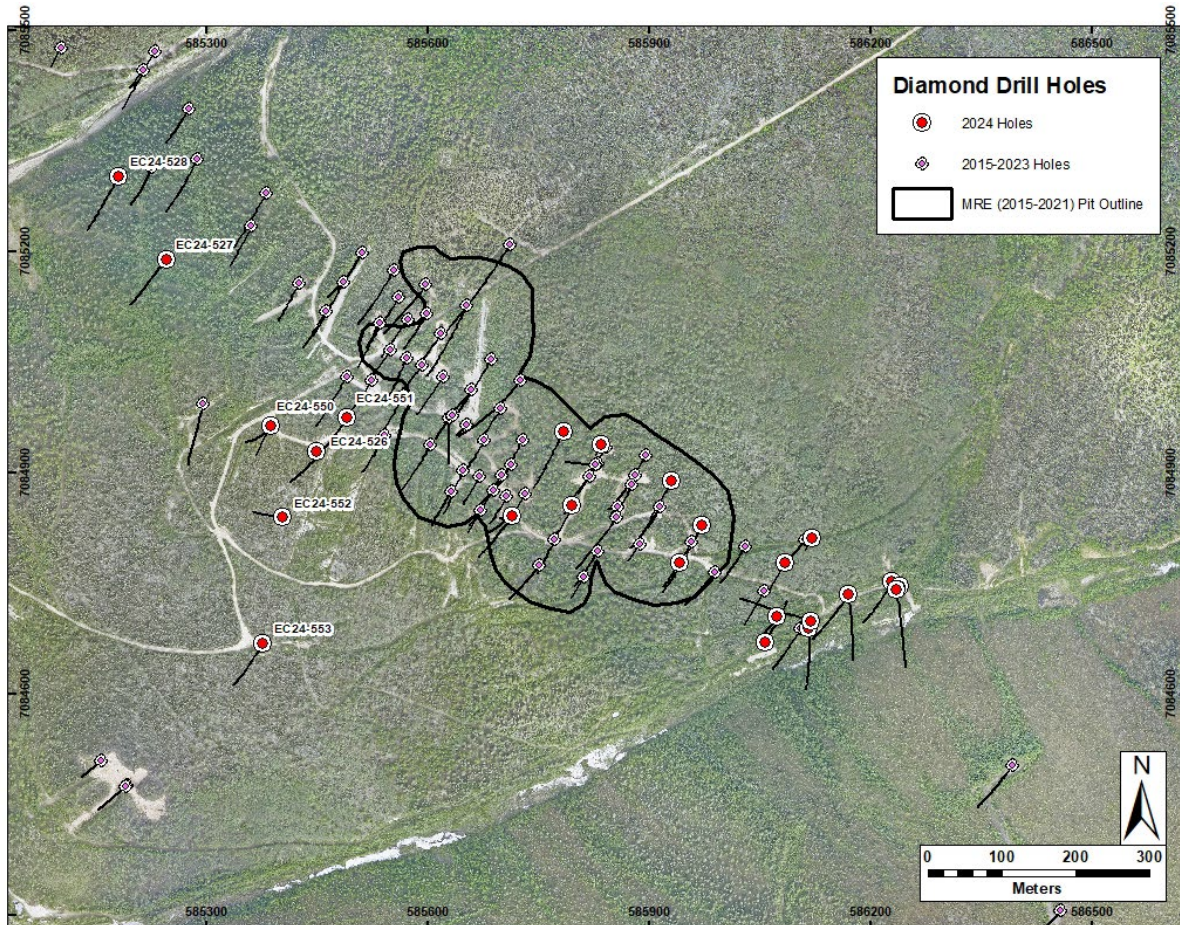 7085500
585300
585600
585900
586200
586500
7085500
Diamond Drill Holes
2024 Holes
2015-2023 Holes
MRE (2015-2021) Pit Outline
EC24-528
EC24-527
7085200
7085200
EC24-551
EC24-550
EC24-526
7084900
7084900
EC24-552
EC24-553
7084600
7084600
N
0 100 200 300
Meters
585300
585600
585900
586200
586500